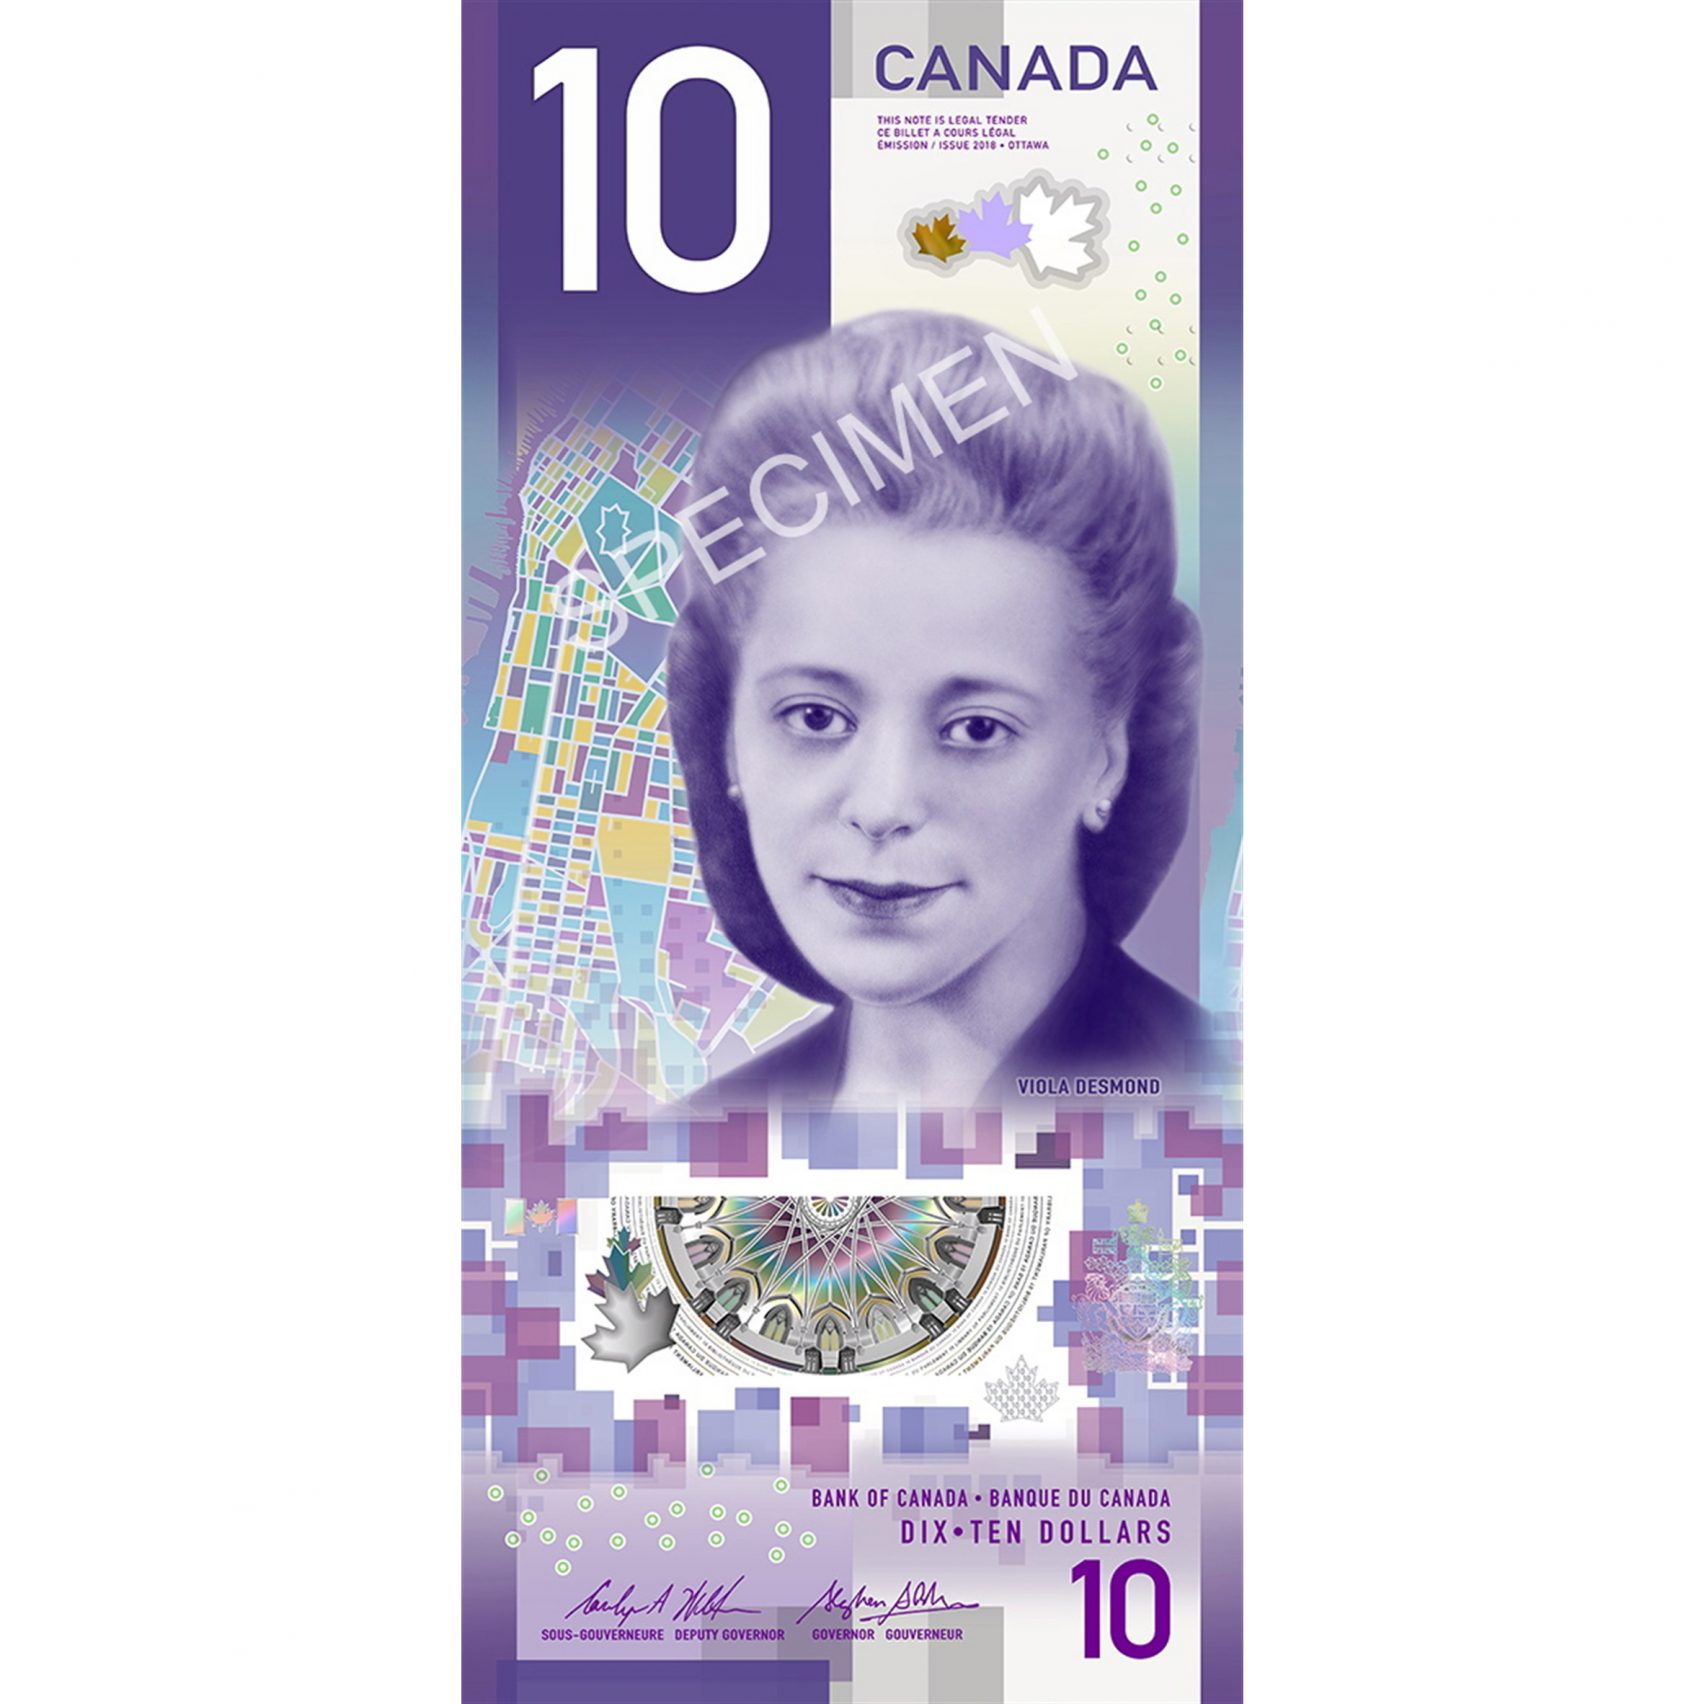 10
CANADA
THIS NOTE IS LEGAL TENDER
CE BILLET A COURS LÉGAL
ÉMISSION / ISSUE 2018 • OTTAWA
SPECIMEN
VIOLA DESMOND
BANK OF CANADA • BANQUE DU CANADA
DIX • TEN DOLLARS
10
SOUS-GOUVERNEURE DEPUTY GOVERNOR GOVERNOR GOUVERNEUR